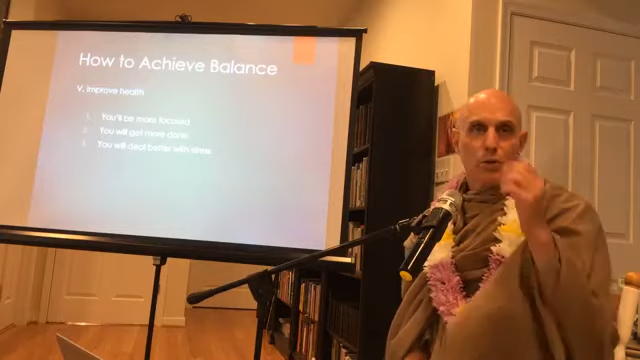 How to Achieve Balance
V. Improve health
1. You'll be more focused
2. You will get more done
3. You will deal better with stress